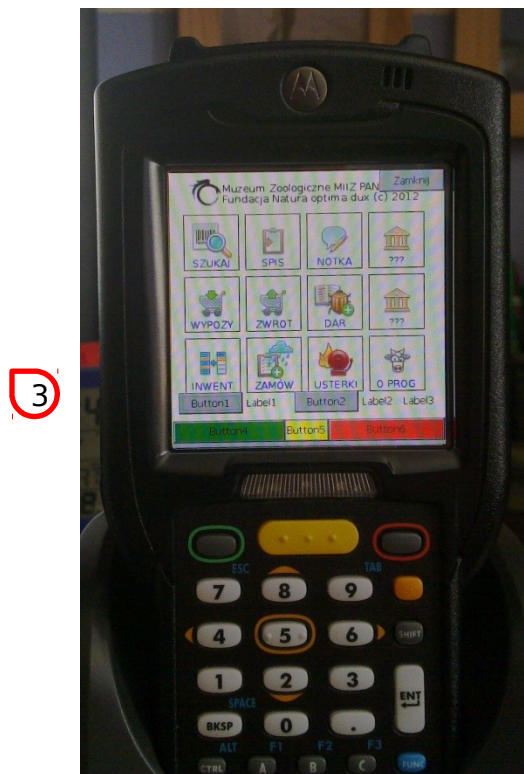 3
Muzeum Zoologiczne MIIZ PAN Zamknij
Fundacja Natura optima dux (c) 2012
SZUKAJ SPIS NOTKA ???
WYPOZY ZWROT DAR ???
INWENT ZAMÓW USTERKI O PROG
Button1 Label1 Button2 Label2 Label3
Button4 Button5 Button6
ESC TAB
7 8 9
4 5 6 SHIFT
1 2 3
ENT
SPACE
BKSP 0 .
ALT F1 F2 F3
CTRL A B C FUNC